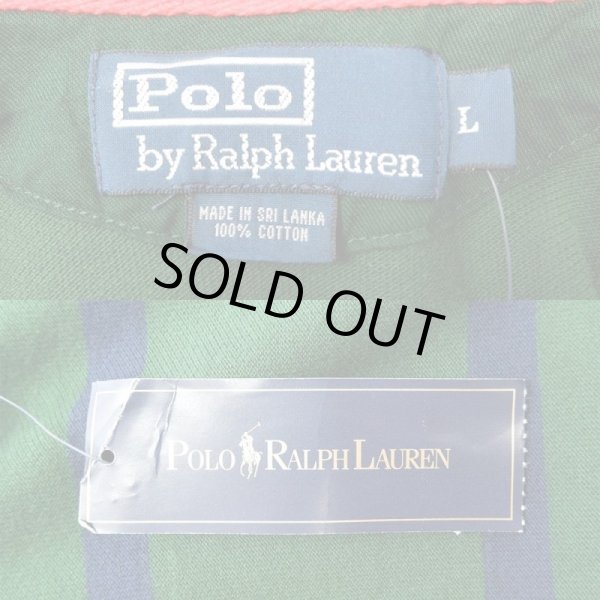 Polo
by Ralph Lauren
L
MADE IN SRI LANKA
100% COTTON
SOLD OUT
POLO RALPH LAUREN